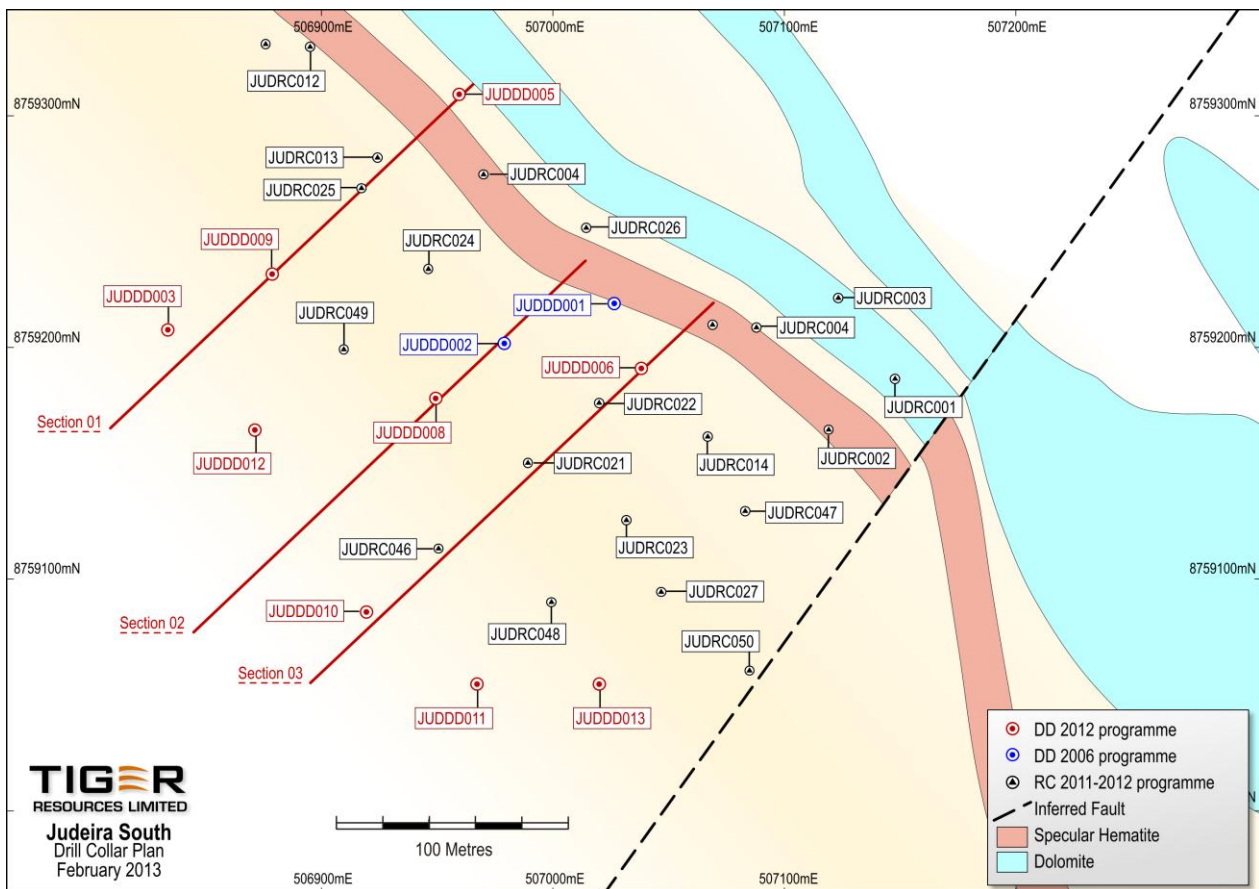 506900mE
507000mE
507100mE
507200mE
JUDRC012
JUDDD005
8759300mN
8759300mN
JUDRC013
JUDRC004
JUDRC025
JUDRC026
JUDDD009
JUDRC024
JUDDD003
JUDRC049
JUDDD001
JUDRC003
JUDRC004
8759200mN
8759200mN
JUDDD002
JUDDD006
JUDRC022
JUDRC001
Section 01
JUDDD008
JUDDD012
JUDRC021
JUDRC014
JUDRC002
JUDRC047
JUDRC046
JUDRC023
8759100mN
8759100mN
JUDDD010
JUDRC027
Section 02
JUDRC048
JUDRC050
Section 03
JUDDD011
JUDDD013
DD 2012 programme
DD 2006 programme
RC 2011-2012 programme
Inferred Fault
Specular Hematite
Dolomite
TIGER
RESOURCES LIMITED
Judeira South
Drill Collar Plan
February 2013
100 Metres
506900mE
507000mE
507100mE